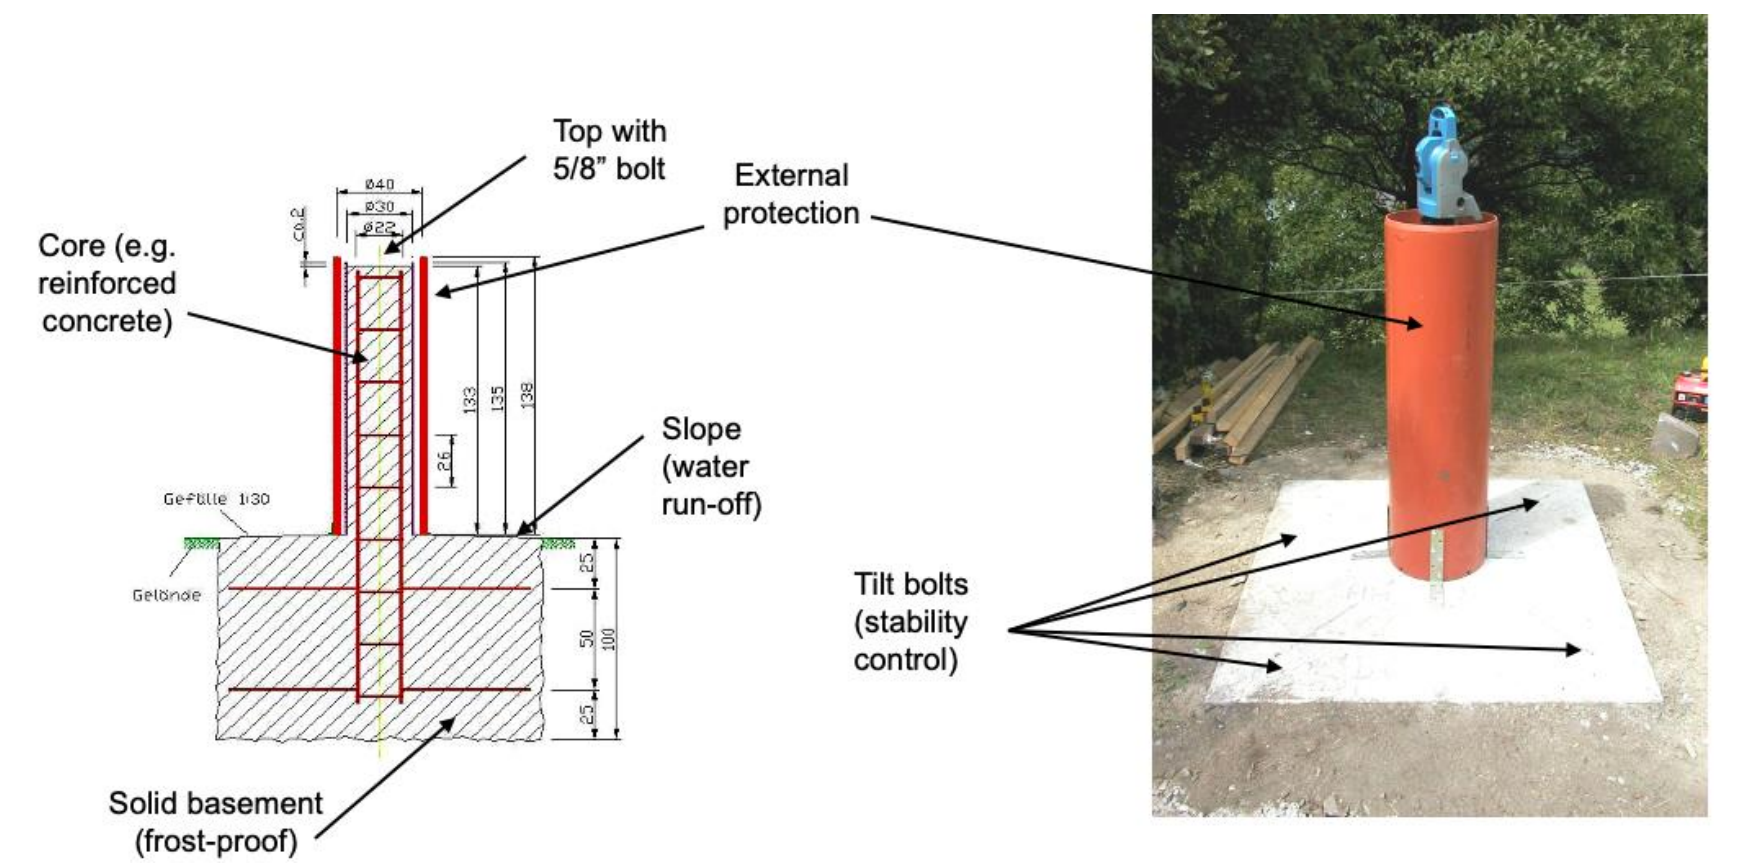 Top with
5/8” bolt
External
protection
Core (e.g.
reinforced
concrete)
Ø40
Ø30
Ø22
ca.2
133
135
138
26
Slope
(water
run-off)
Gefälle 1:30
Gelände
25
50
100
25
Tilt bolts
(stability
control)
Solid basement
(frost-proof)